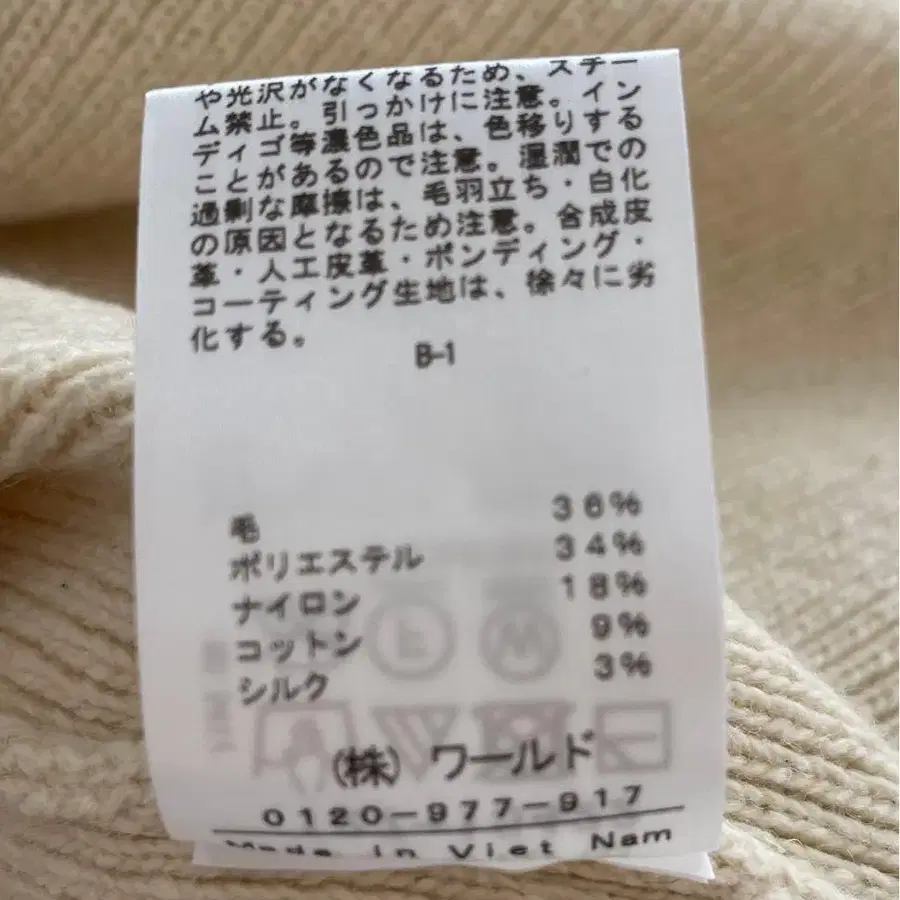 や光沢がなくなるため、スチー
ム禁止。引っかけに注意。イン
ディゴ等濃色品は、色移りする
ことがあるので注意。湿潤での
過剰な摩擦は、毛羽立ち・白化
の原因となるため注意。合成皮
革・人工皮革・ボンディング・
コーティング生地は、徐々に劣
化する。
B-1
毛 36%
ポリエステル 34%
ナイロン 18%
コットン 9%
シルク 3%
(株) ワールド
0120-977-917
Made in Viet Nam